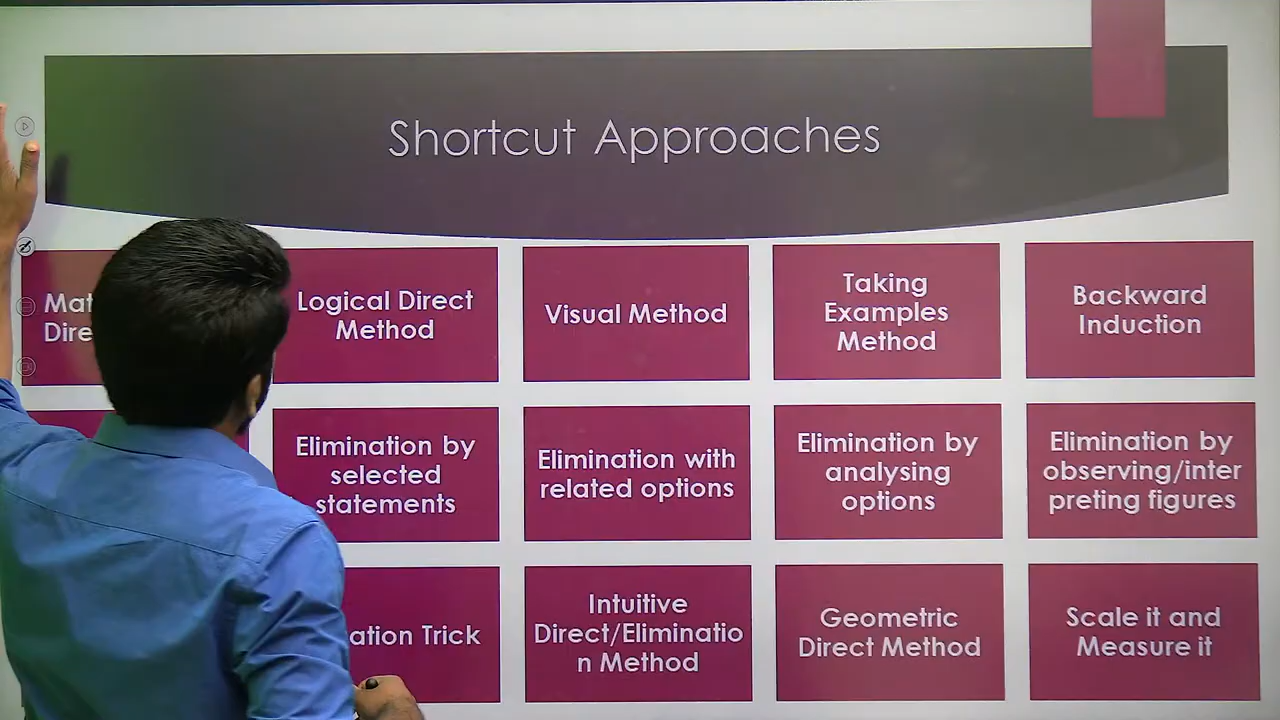 Shortcut Approaches
Logical Direct
Method
Visual Method
Taking
Examples
Method
Backward
Induction
Elimination by
selected
statements
Elimination with
related options
Elimination by
analysing
options
Elimination by
observing/inter
preting figures
Trick
Intuitive
Direct/Eliminatio
n Method
Geometric
Direct Method
Scale it and
Measure it